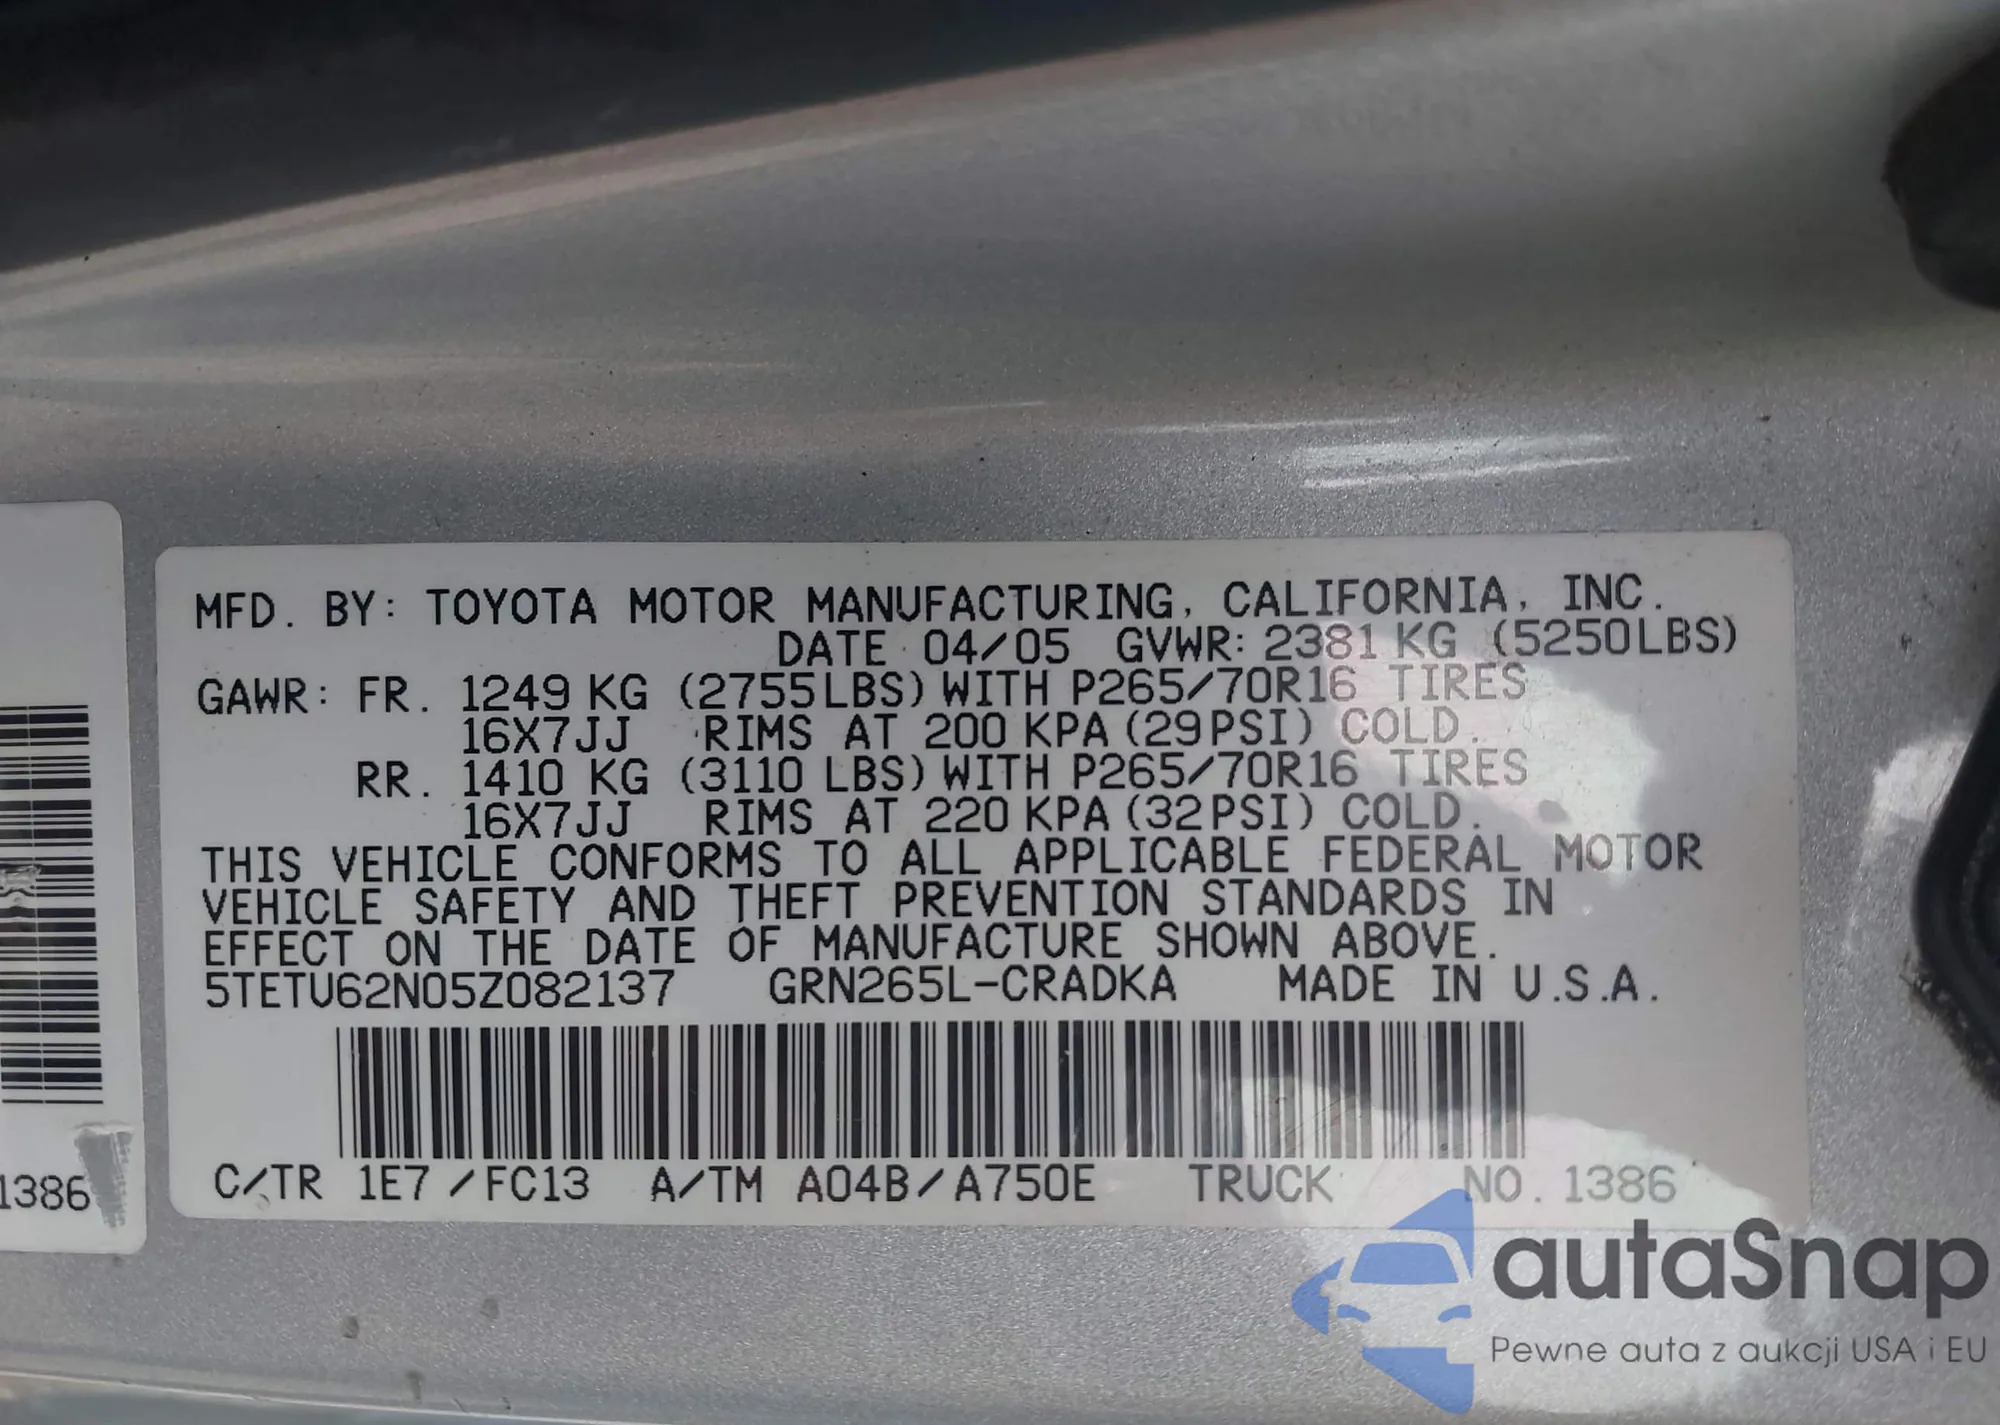 MFD. BY: TOYOTA MOTOR MANUFACTURING, CALIFORNIA, INC.
DATE 04/05 GVWR: 2381 KG (5250LBS)
GAWR: FR. 1249 KG (2755LBS) WITH P265/70R16 TIRES
16X7JJ RIMS AT 200 KPA (29PSI) COLD.
RR. 1410 KG (3110 LBS) WITH P265/70R16 TIRES
16X7JJ RIMS AT 220 KPA (32PSI) COLD.
THIS VEHICLE CONFORMS TO ALL APPLICABLE FEDERAL MOTOR
VEHICLE SAFETY AND THEFT PREVENTION STANDARDS IN
EFFECT ON THE DATE OF MANUFACTURE SHOWN ABOVE.
5TETU62N05Z082137 GRN265L-CRADKA MADE IN U.S.A.
C/TR 1E7/FC13 A/TM A04B/A750E TRUCK NO. 1386
1386
autaSnap
Pewne auta z aukcji USA i EU